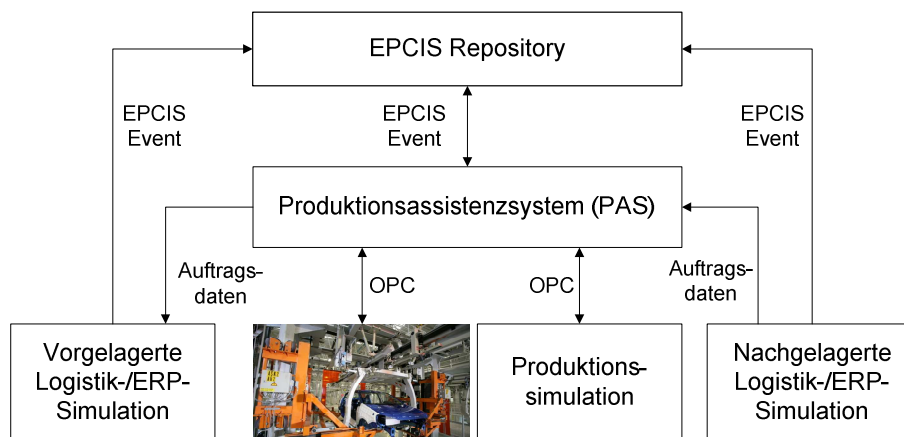 EPCIS Repository
EPCIS
Event
EPCIS
Event
EPCIS
Event
Produktionsassistenzsystem (PAS)
Auftrags-
daten
OPC
OPC
Auftrags-
daten
Vorgelagerte
Logistik-/ERP-
Simulation
Produktions-
simulation
Nachgelagerte
Logistik-/ERP-
Simulation